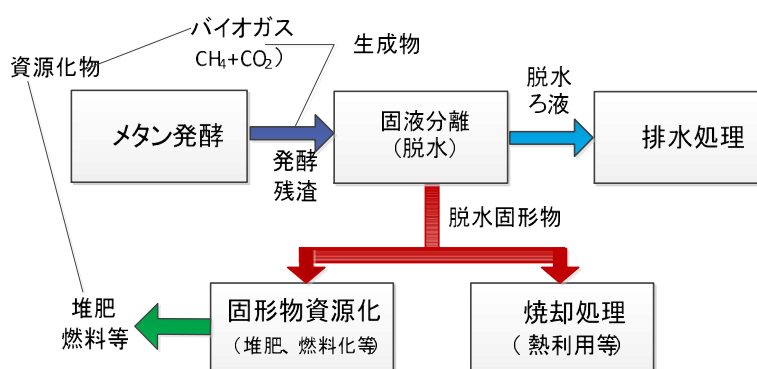 バイオガス
CH₄+CO₂）
生成物
資源化物
メタン発酵
発酵
残渣
固液分離
（脱水）
脱水
ろ液
排水処理
脱水固形物
堆肥
燃料等
固形物資源化
（堆肥、燃料化等）
焼却処理
（熱利用等）